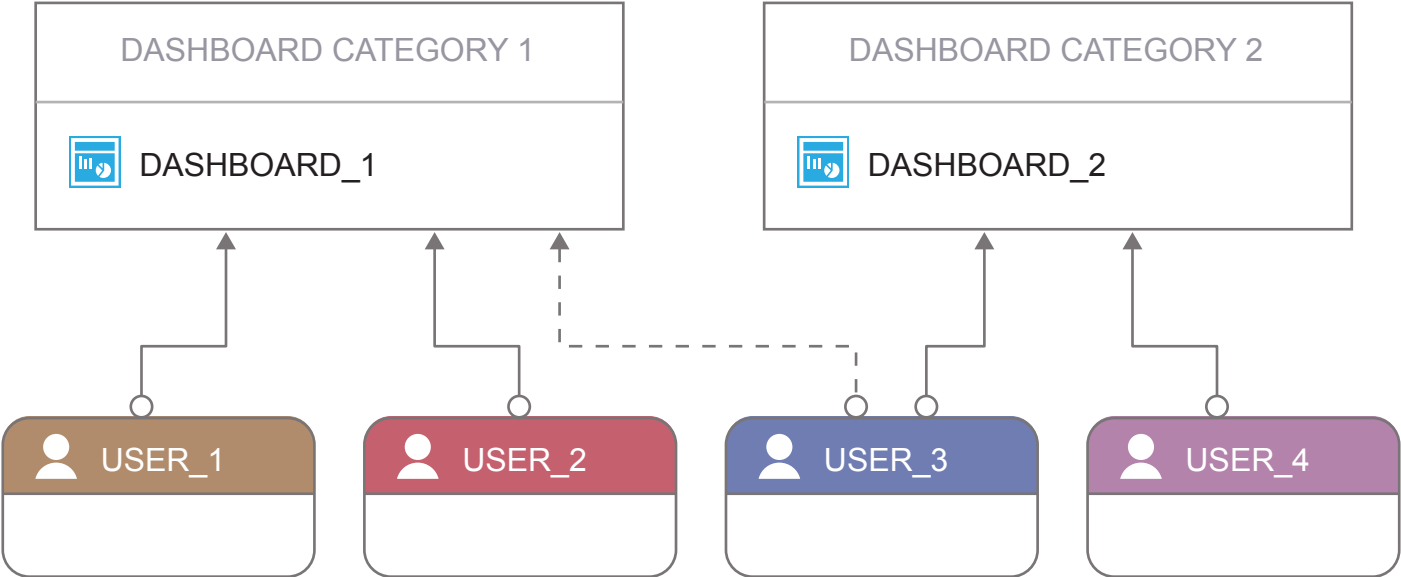 DASHBOARD CATEGORY 1
DASHBOARD CATEGORY 2
DASHBOARD_1
DASHBOARD_2
USER_1
USER_2
USER_3
USER_4